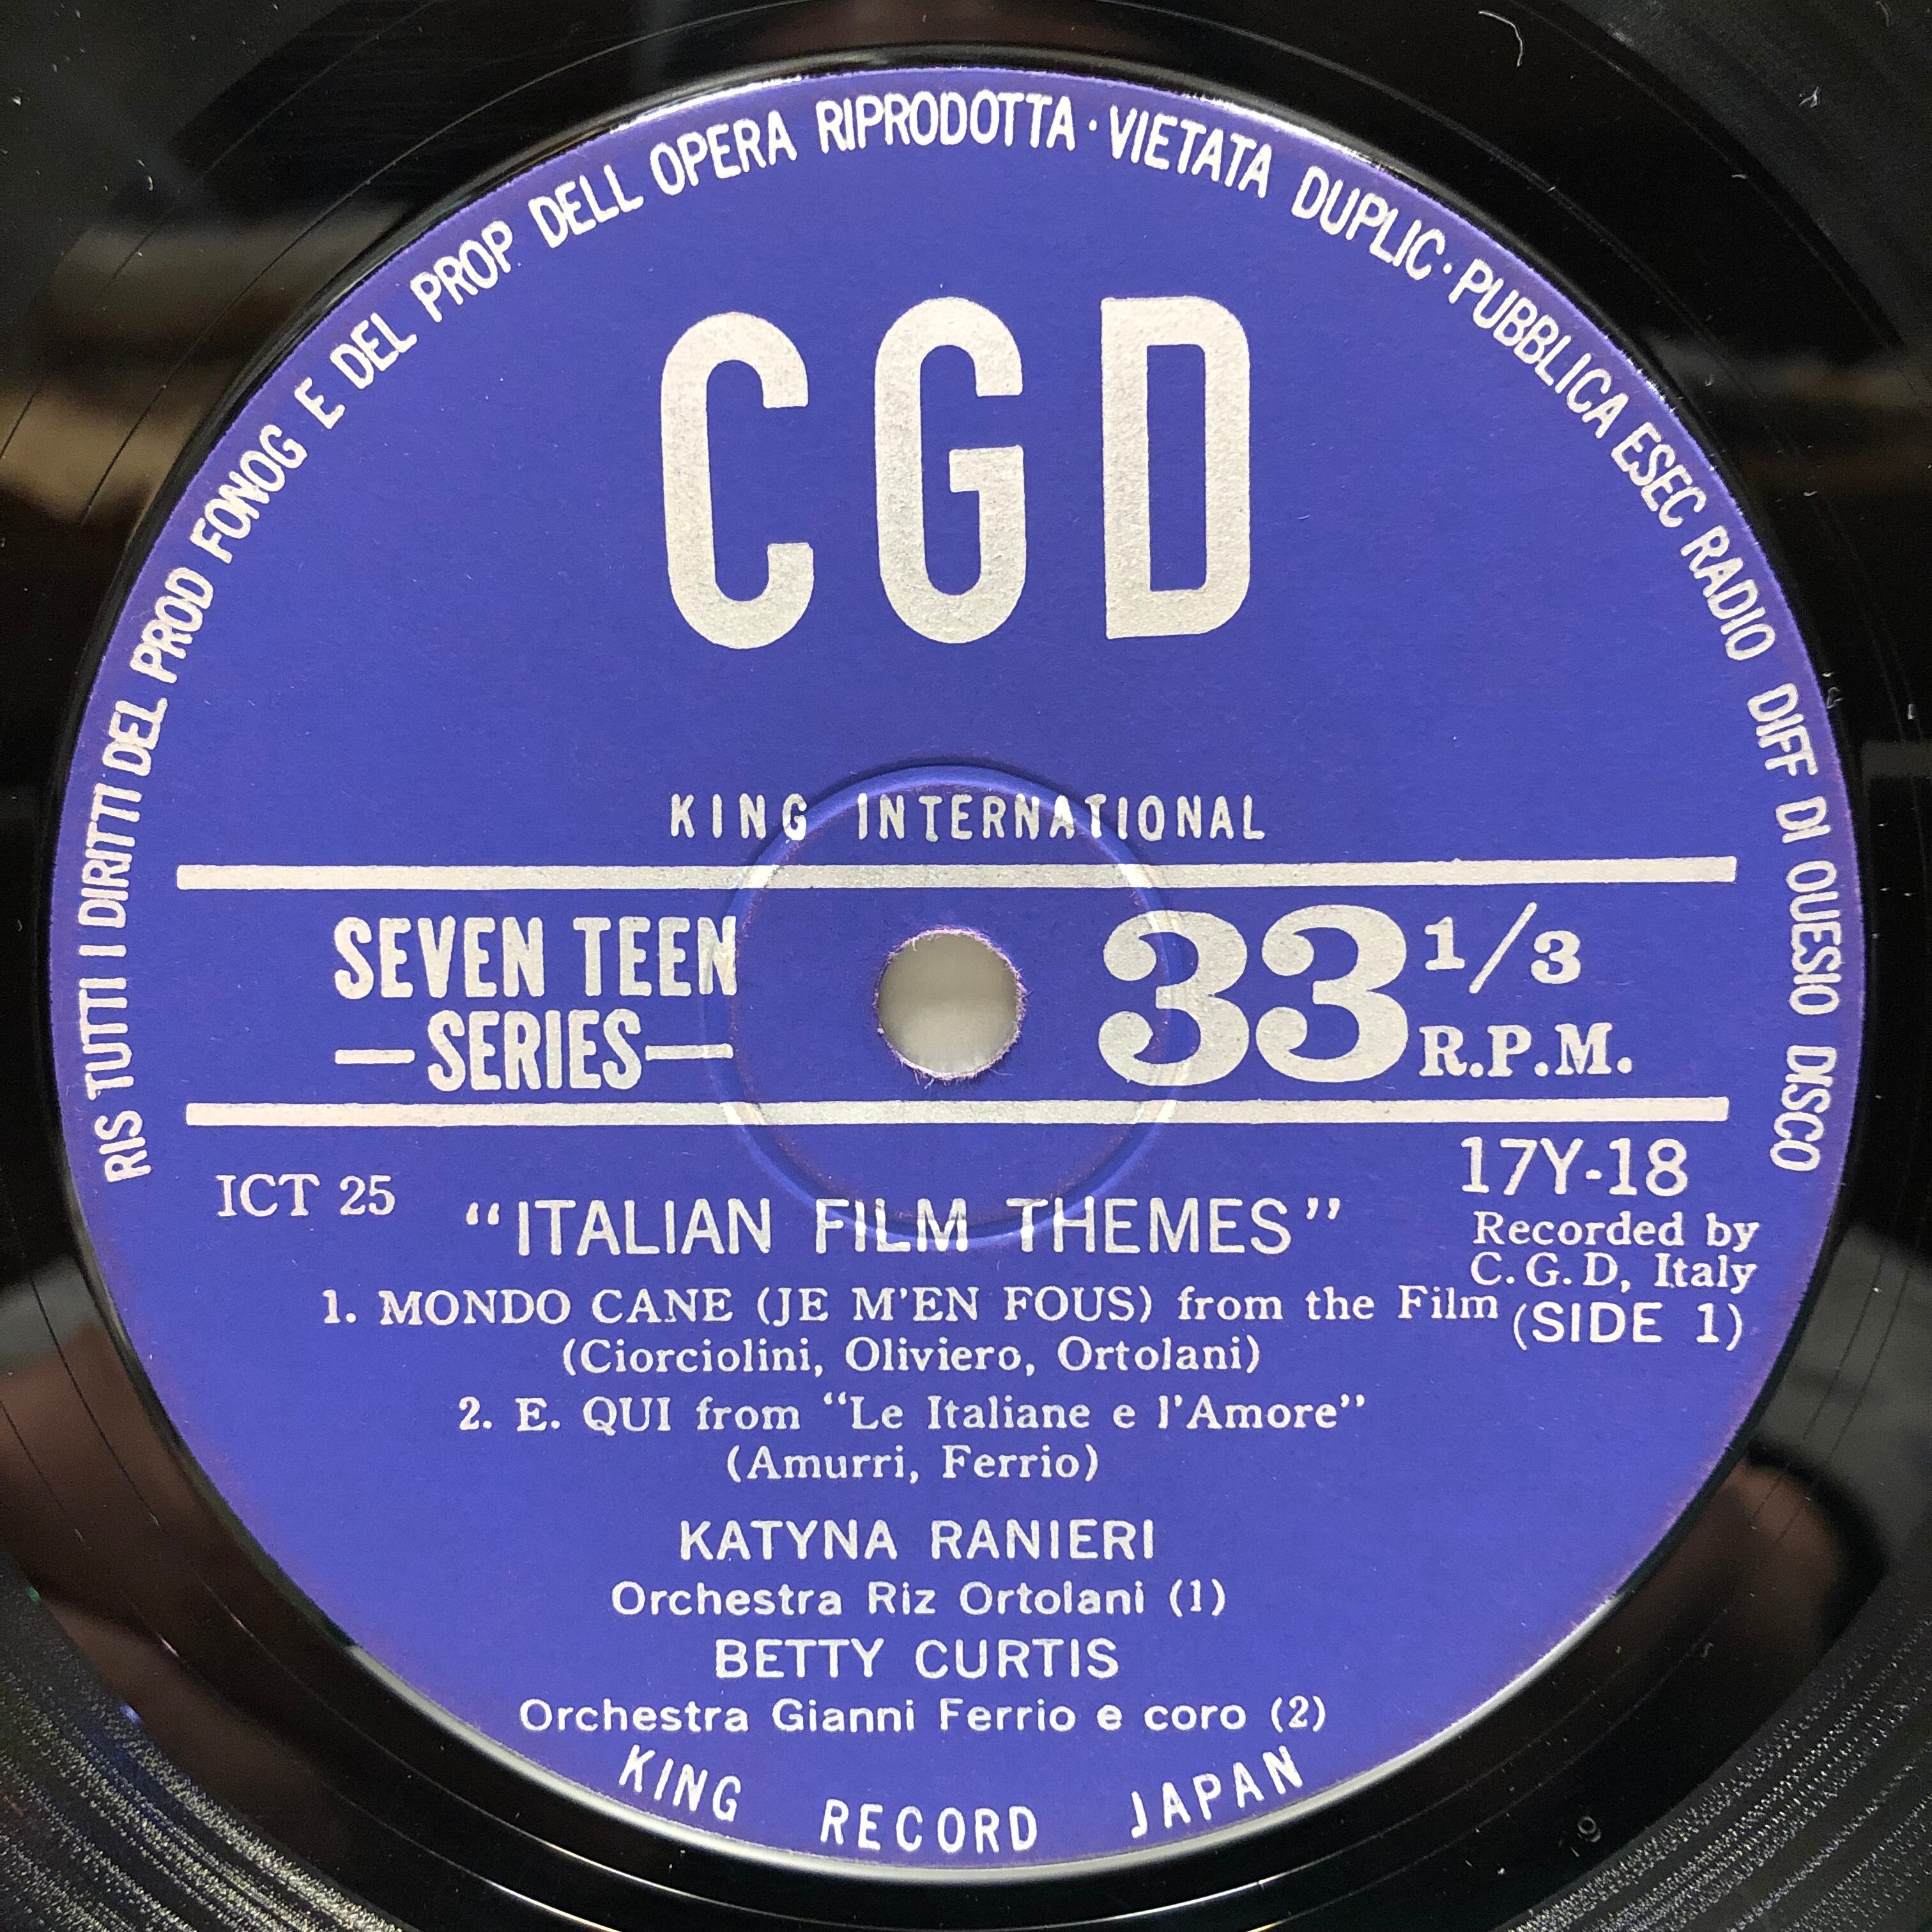 RIS TUTTI I DIRITTI DEL PROD FONOG E DEL PROP DELL OPERA RIPRODOTTA · VIETATA DUPLIC · PUBBLICA ESEC RADIO DIFF DI QUESIO DISCO
CGD
KING INTERNATIONAL
SEVEN TEEN
—SERIES—
33 1/3
R.P.M.
ICT 25
17Y-18
"ITALIAN FILM THEMES"
Recorded by
C.G.D, Italy
(SIDE 1)
1. MONDO CANE (JE M'EN FOUS) from the Film
(Ciorciolini, Oliviero, Ortolani)
2. E. QUI from "Le Italiane e l'Amore"
(Amurri, Ferrio)
KATYNA RANIERI
Orchestra Riz Ortolani (1)
BETTY CURTIS
Orchestra Gianni Ferrio e coro (2)
KING RECORD JAPAN
19